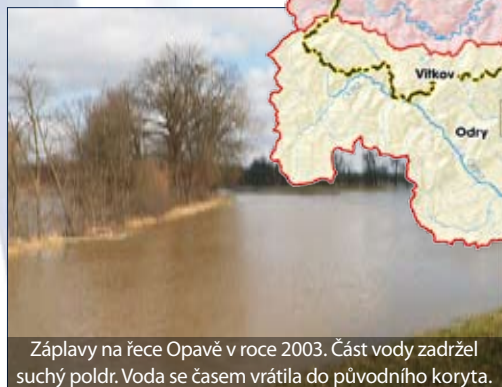 Vítkov
Odry
Záplavy na řece Opavě v roce 2003. Část vody zadržel
suchý poldr. Voda se časem vrátila do původního koryta.